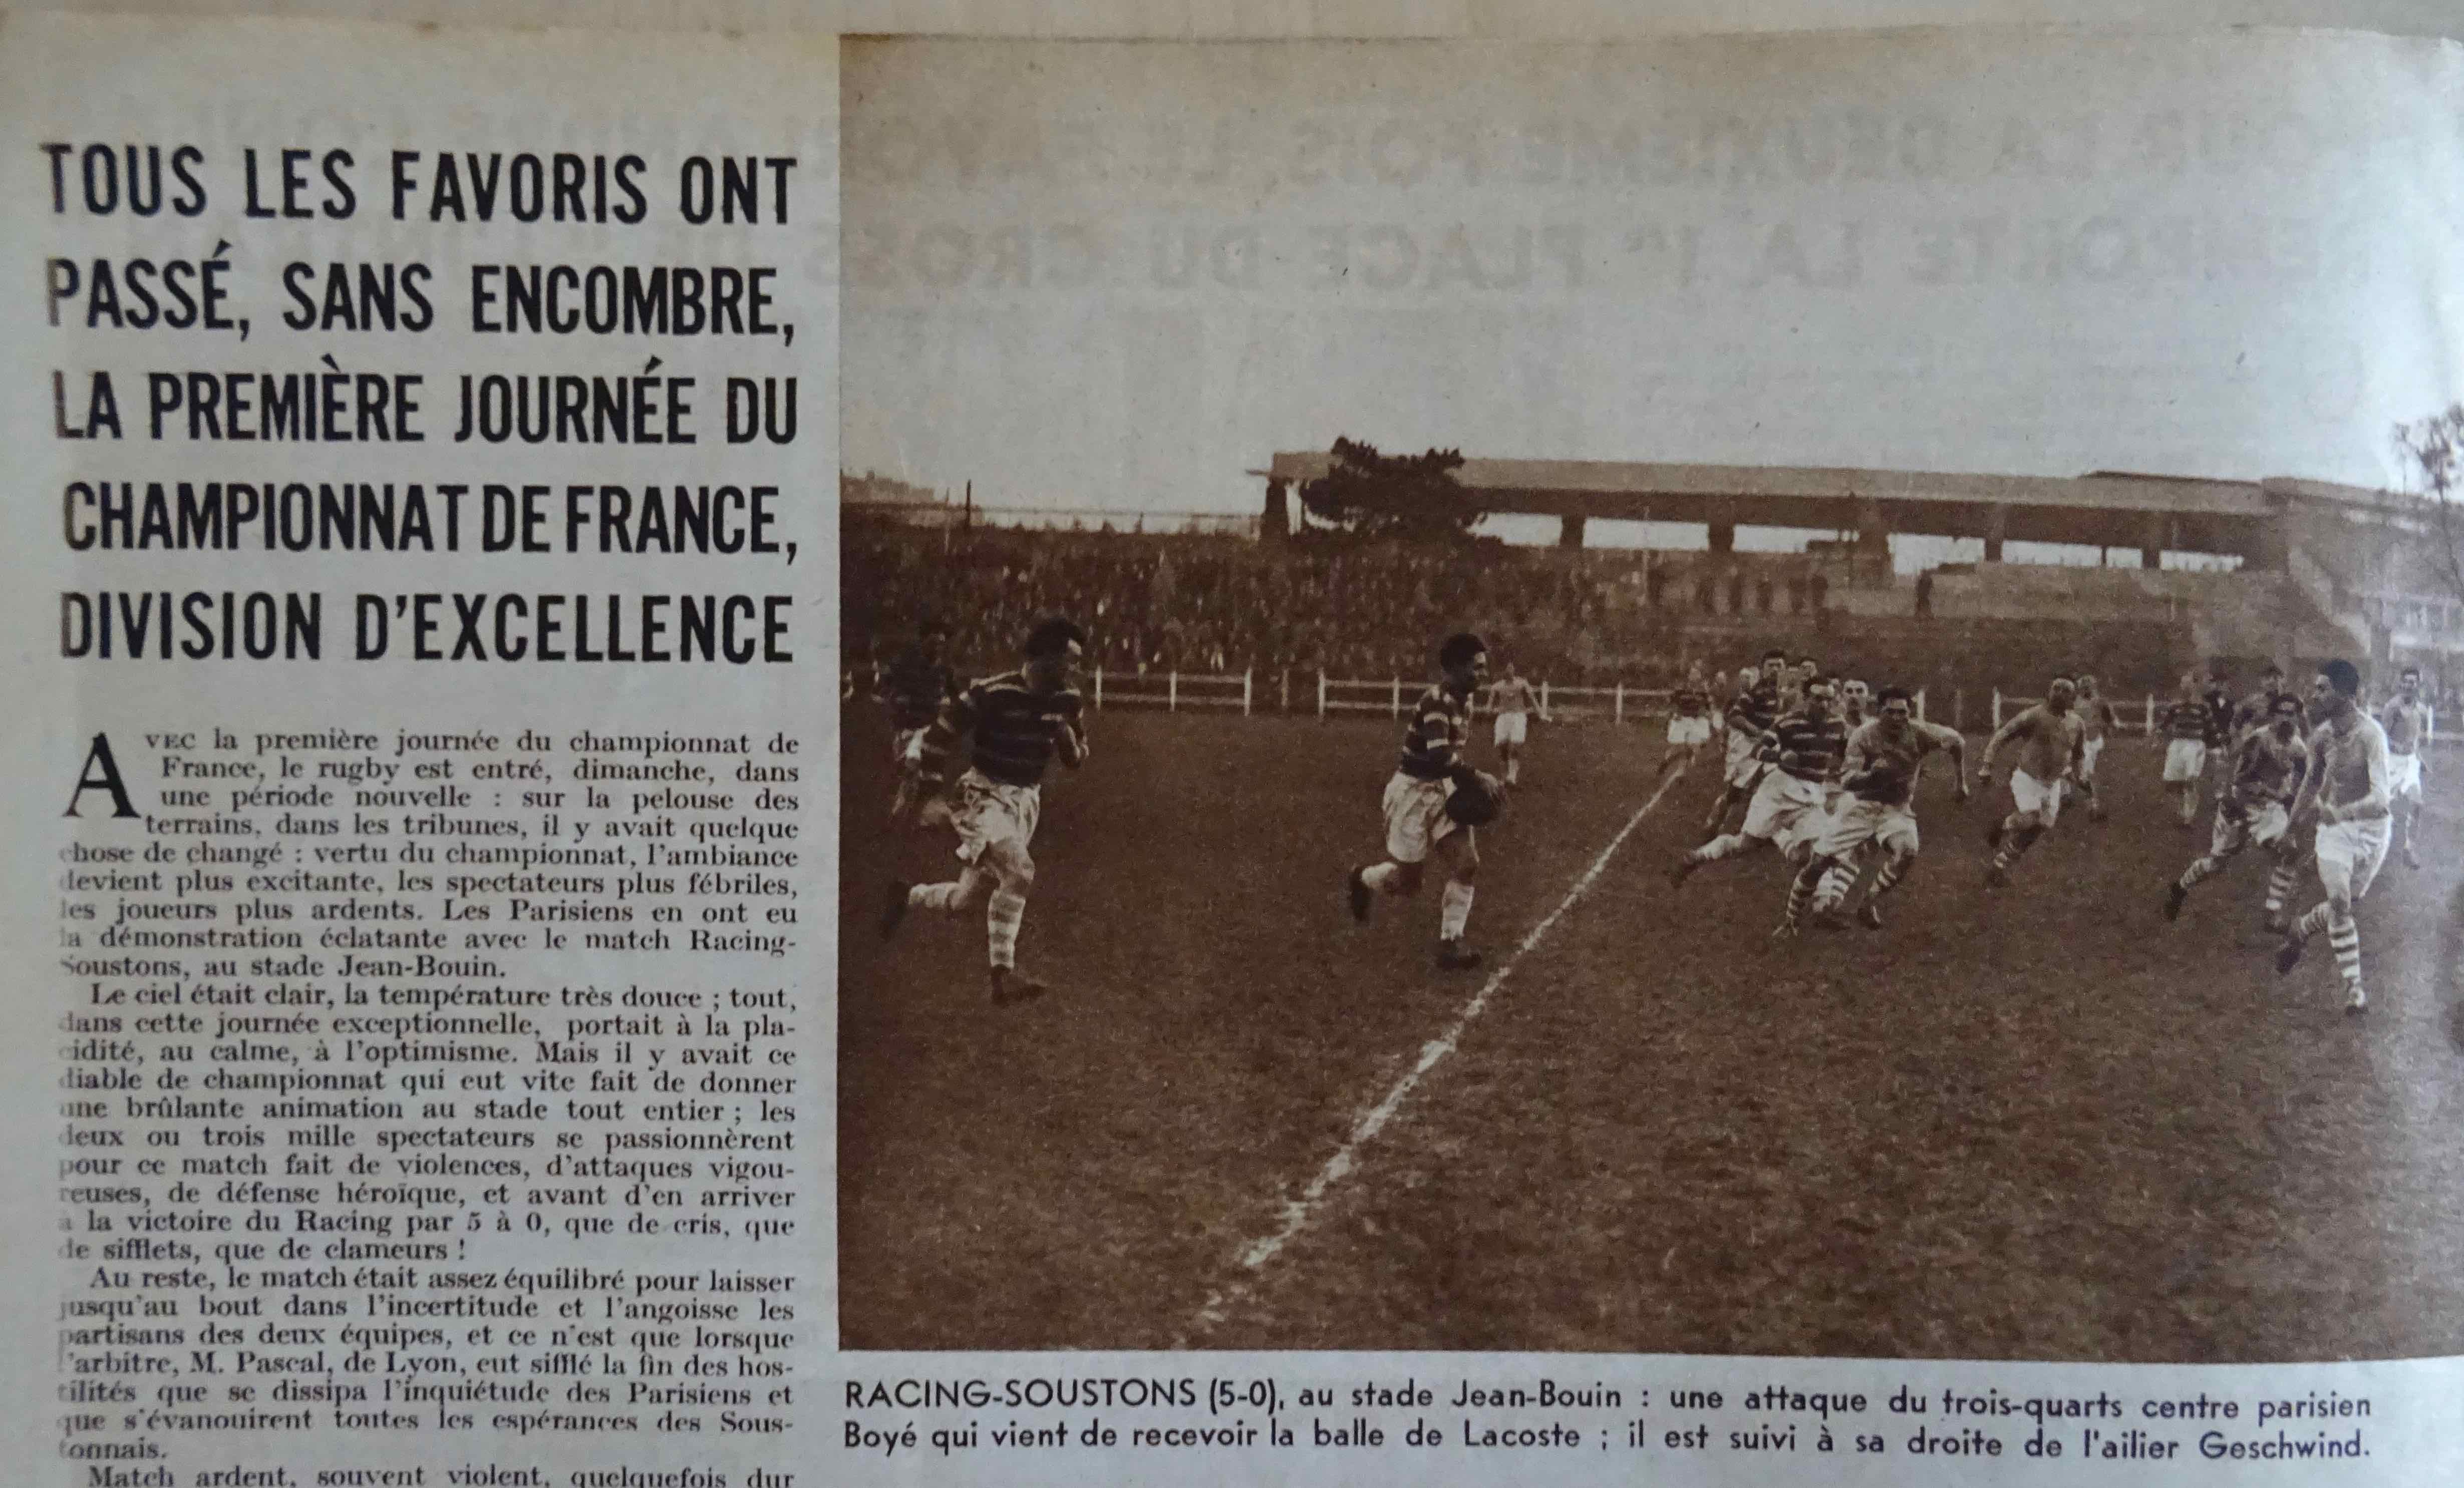 TOUS LES FAVORIS ONT
PASSÉ, SANS ENCOMBRE,
LA PREMIÈRE JOURNÉE DU
CHAMPIONNAT DE FRANCE,
DIVISION D'EXCELLENCE
AVEC la première journée du championnat de
France, le rugby est entré, dimanche, dans
une période nouvelle : sur la pelouse des
terrains, dans les tribunes, il y avait quelque
chose de changé : vertu du championnat, l'ambiance
devient plus excitante, les spectateurs plus fébriles,
les joueurs plus ardents. Les Parisiens en ont eu
la démonstration éclatante avec le match Racing-
Soustons, au stade Jean-Bouin.
Le ciel était clair, la température très douce ; tout,
dans cette journée exceptionnelle, portait à la pla-
cidité, au calme, à l'optimisme. Mais il y avait ce
diable de championnat qui eut vite fait de donner
une brûlante animation au stade tout entier ; les
deux ou trois mille spectateurs se passionnèrent
pour ce match fait de violences, d'attaques vigou-
reuses, de défense héroïque, et avant d'en arriver
à la victoire du Racing par 5 à 0, que de cris, que
de sifflets, que de clameurs !
Au reste, le match était assez équilibré pour laisser
jusqu'au bout dans l'incertitude et l'angoisse les
partisans des deux équipes, et ce n'est que lorsque
l'arbitre, M. Pascal, de Lyon, eut sifflé la fin des hos-
tilités que se dissipa l'inquiétude des Parisiens et
que s'évanouirent toutes les espérances des Sous-
tonnais.
Match ardent, souvent violent, quelquefois dur
RACING-SOUSTONS (5-0), au stade Jean-Bouin : une attaque du trois-quarts centre parisien
Boyé qui vient de recevoir la balle de Lacoste ; il est suivi à sa droite de l'ailier Geschwind.